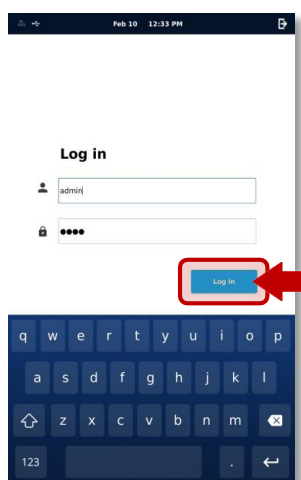 Feb 10 12:33 PM
Log in
admin
••••
Log in
q w e r t y u i o p
a s d f g h j k l
z x c v b n m
123 .